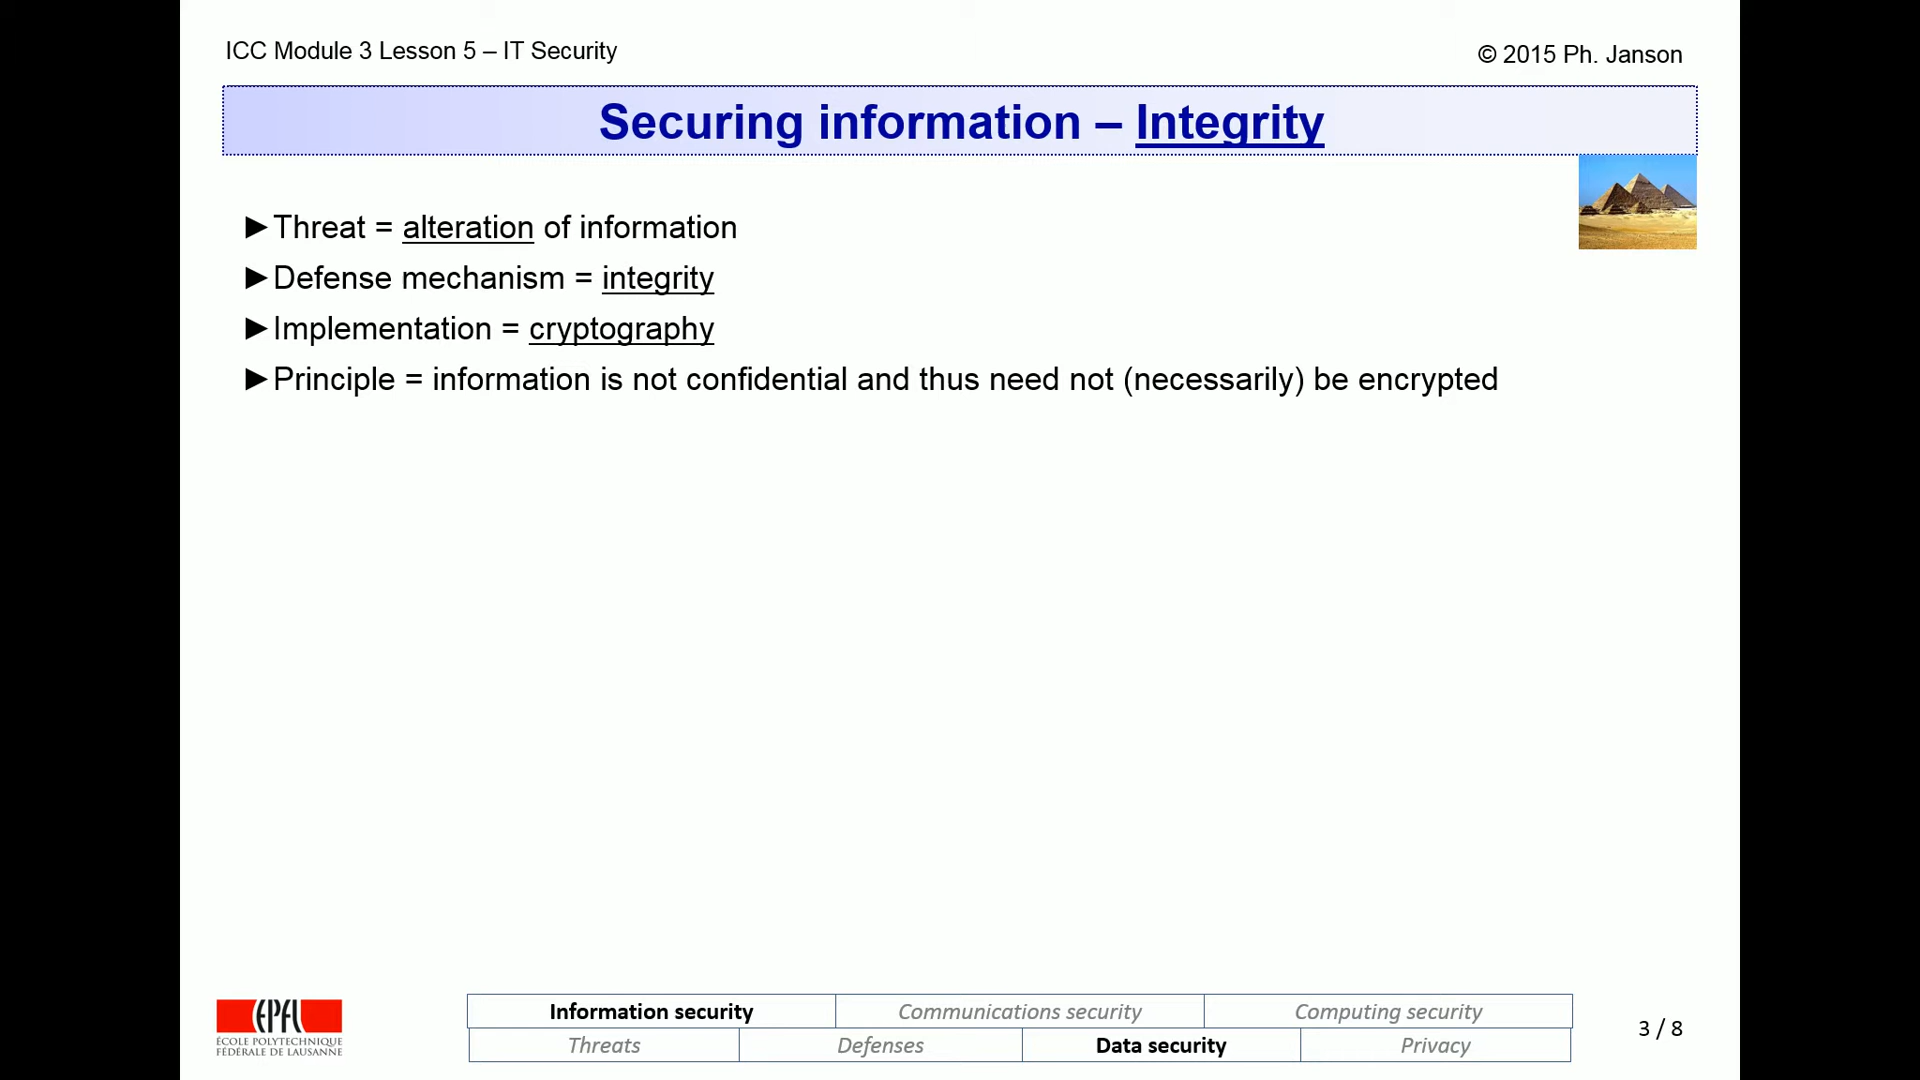 ICC Module 3 Lesson 5 – IT Security
© 2015 Ph. Janson
Securing information – Integrity
►Threat = alteration of information
►Defense mechanism = integrity
►Implementation = cryptography
►Principle = information is not confidential and thus need not (necessarily) be encrypted
EPFL
ÉCOLE POLYTECHNIQUE
FÉDÉRALE DE LAUSANNE
Information security Communications security Computing security
Threats Defenses Data security Privacy
3 / 8